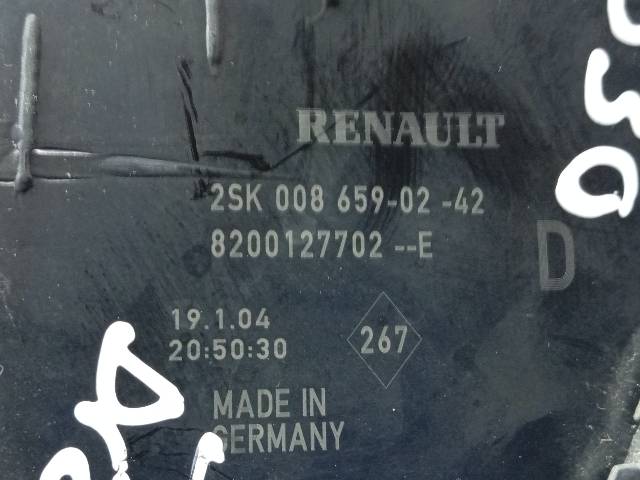 RENAULT
2SK 008 659-02 -42
8200127702 --E
D
19.1.04
20:50:30
267
MADE IN
GERMANY